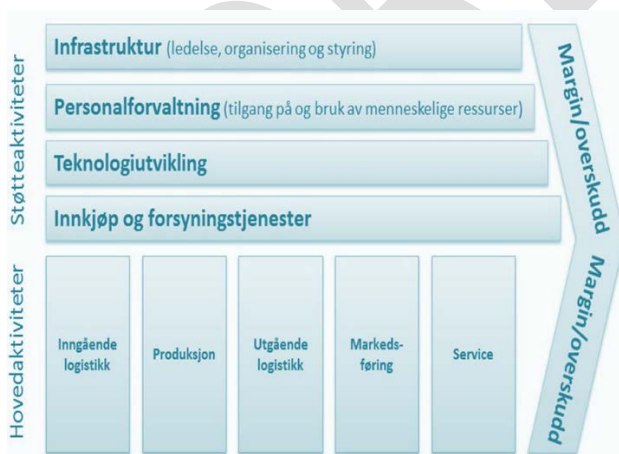 Støtteaktiviteter
Infrastruktur (ledelse, organisering og styring)
Personalforvaltning (tilgang på og bruk av menneskelige ressurser)
Teknologiutvikling
Innkjøp og forsyningstjenester
Margin/overskudd
Hovedaktiviteter
Inngående
logistikk
Produksjon
Utgående
logistikk
Markeds-
føring
Service
Margin/overskudd